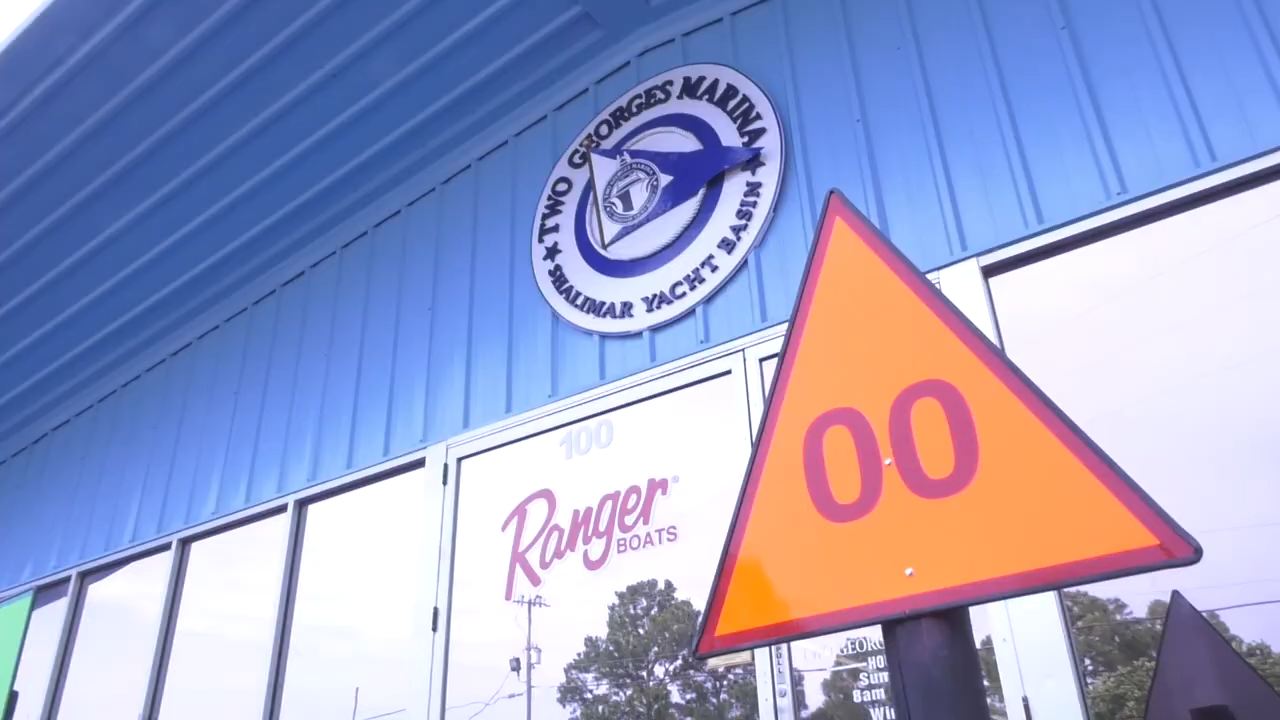 TWO GEORGES MARINA
SHALIMAR YACHT BASIN
100
Ranger
BOATS
00